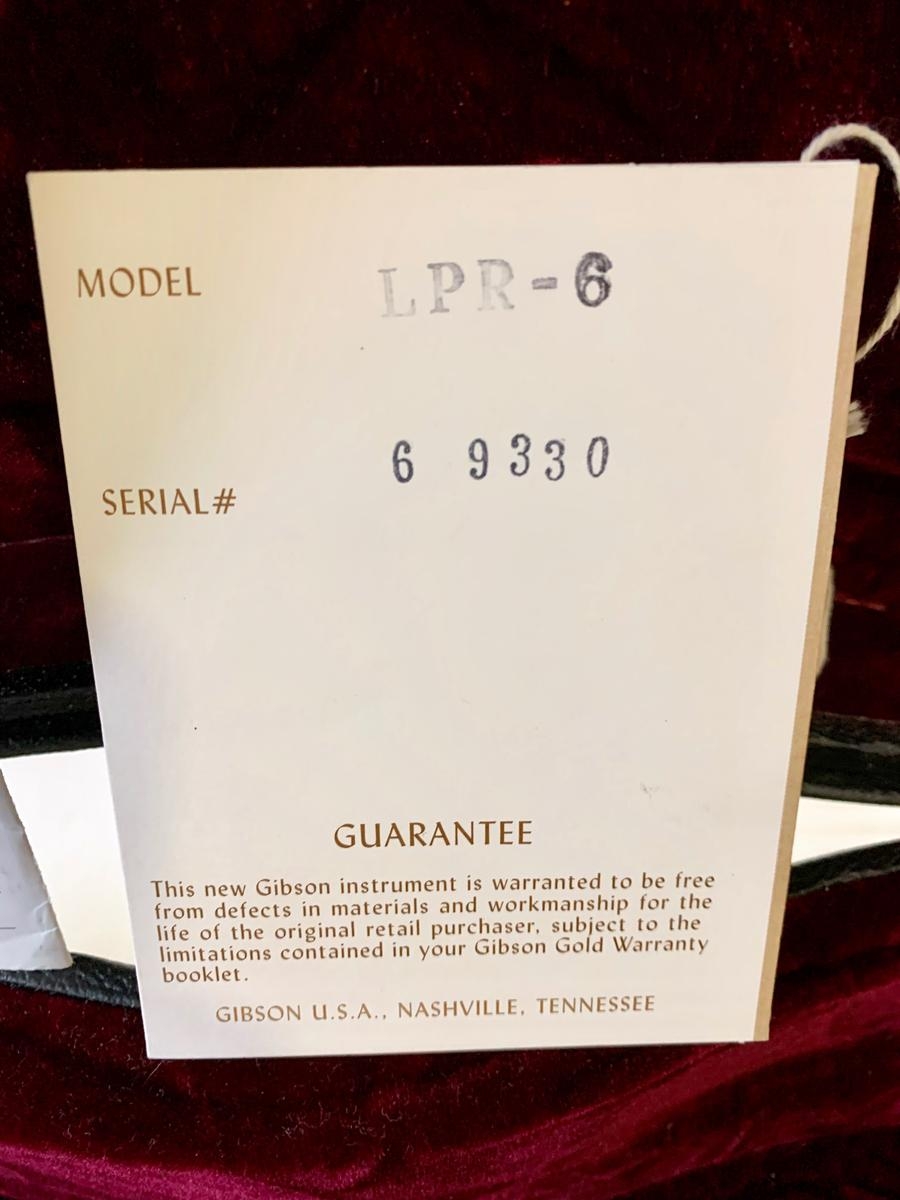 MODEL LPR-6
6 9330
SERIAL#
GUARANTEE
This new Gibson instrument is warranted to be free
from defects in materials and workmanship for the
life of the original retail purchaser, subject to the
limitations contained in your Gibson Gold Warranty
booklet.
GIBSON U.S.A., NASHVILLE, TENNESSEE